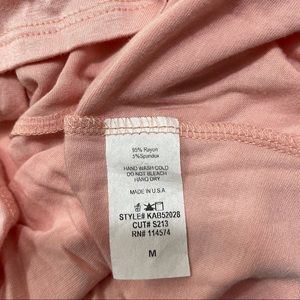 95% Rayon
5%Spandex
HAND WASH COLD
DO NOT BLEACH
HANG DRY
MADE IN U.S.A
STYLE# KAB52028
CUT# S213
RN# 114574
M